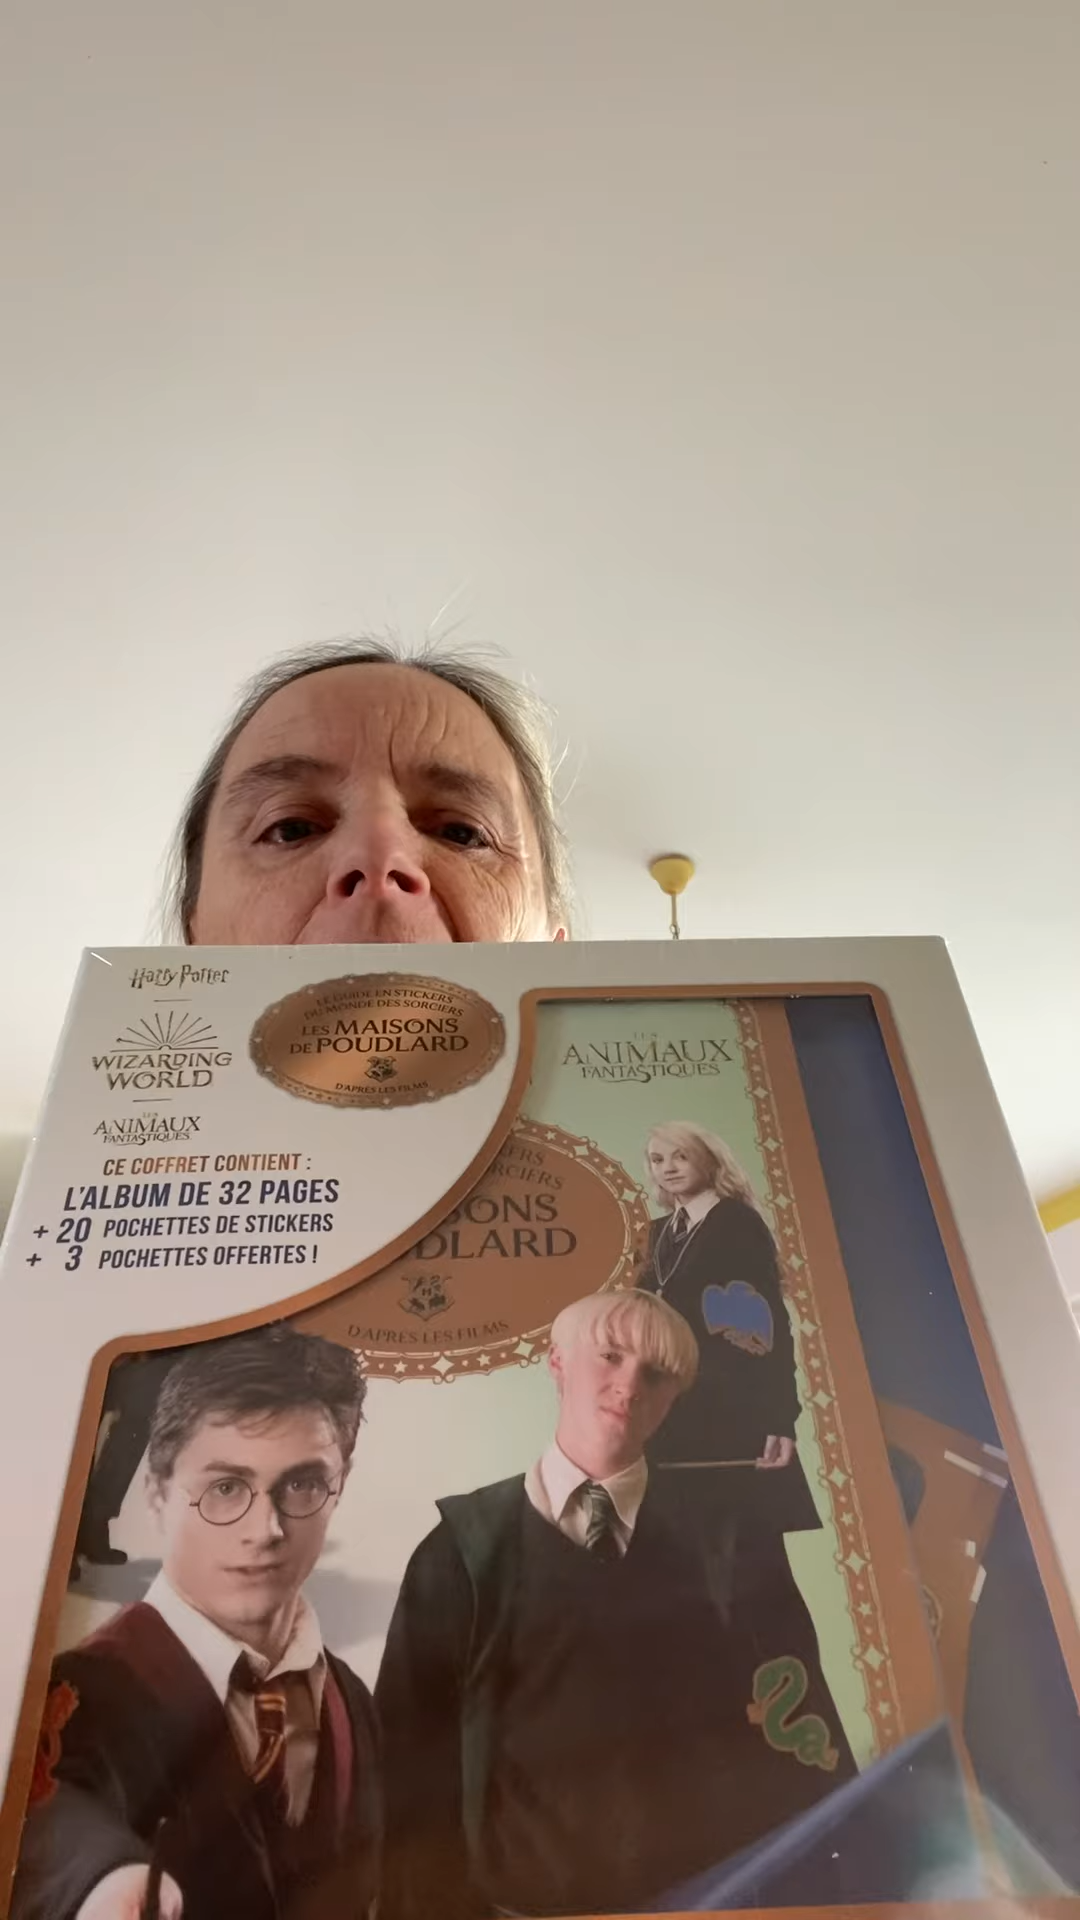 Harry Potter
WIZARDING
WORLD
LES
ANIMAUX
FANTASTIQUES
LE GUIDE EN STICKERS
DU MONDE DES SORCIERS
LES MAISONS
DE POUDLARD
D'APRÈS LES FILMS
CE COFFRET CONTIENT :
L'ALBUM DE 32 PAGES
+ 20 POCHETTES DE STICKERS
+ 3 POCHETTES OFFERTES !
LES
ANIMAUX
FANTASTIQUES
KERS
RCIERS
SONS
DLARD
D'APRÈS LES FILMS